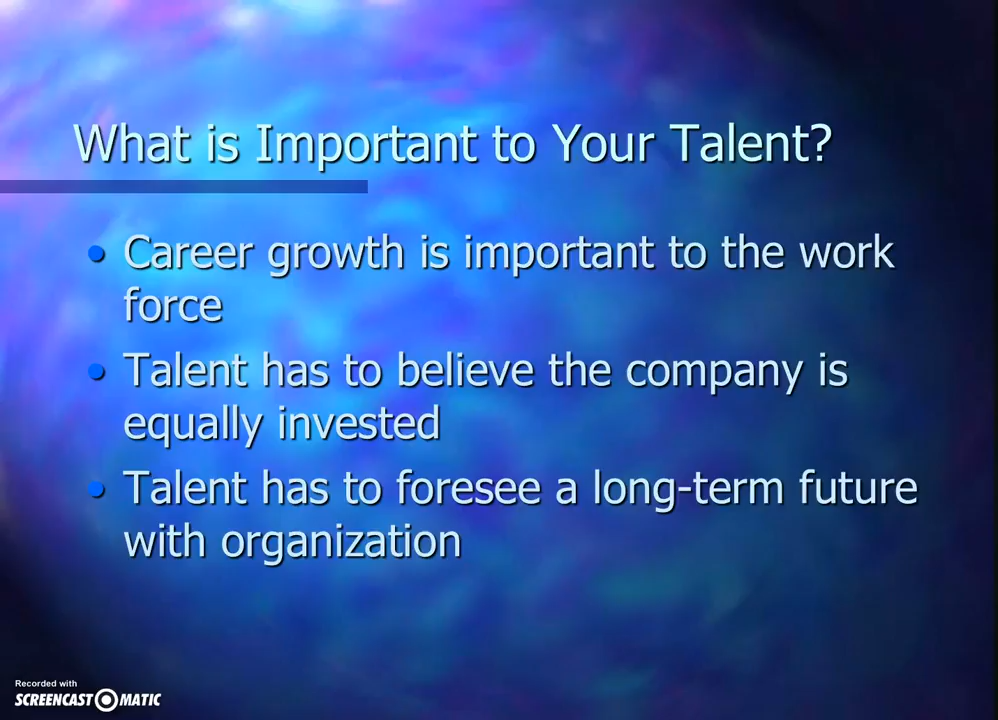 What is Important to Your Talent?
• Career growth is important to the work
force
• Talent has to believe the company is
equally invested
• Talent has to foresee a long-term future
with organization
Recorded with
SCREENCAST O MATIC